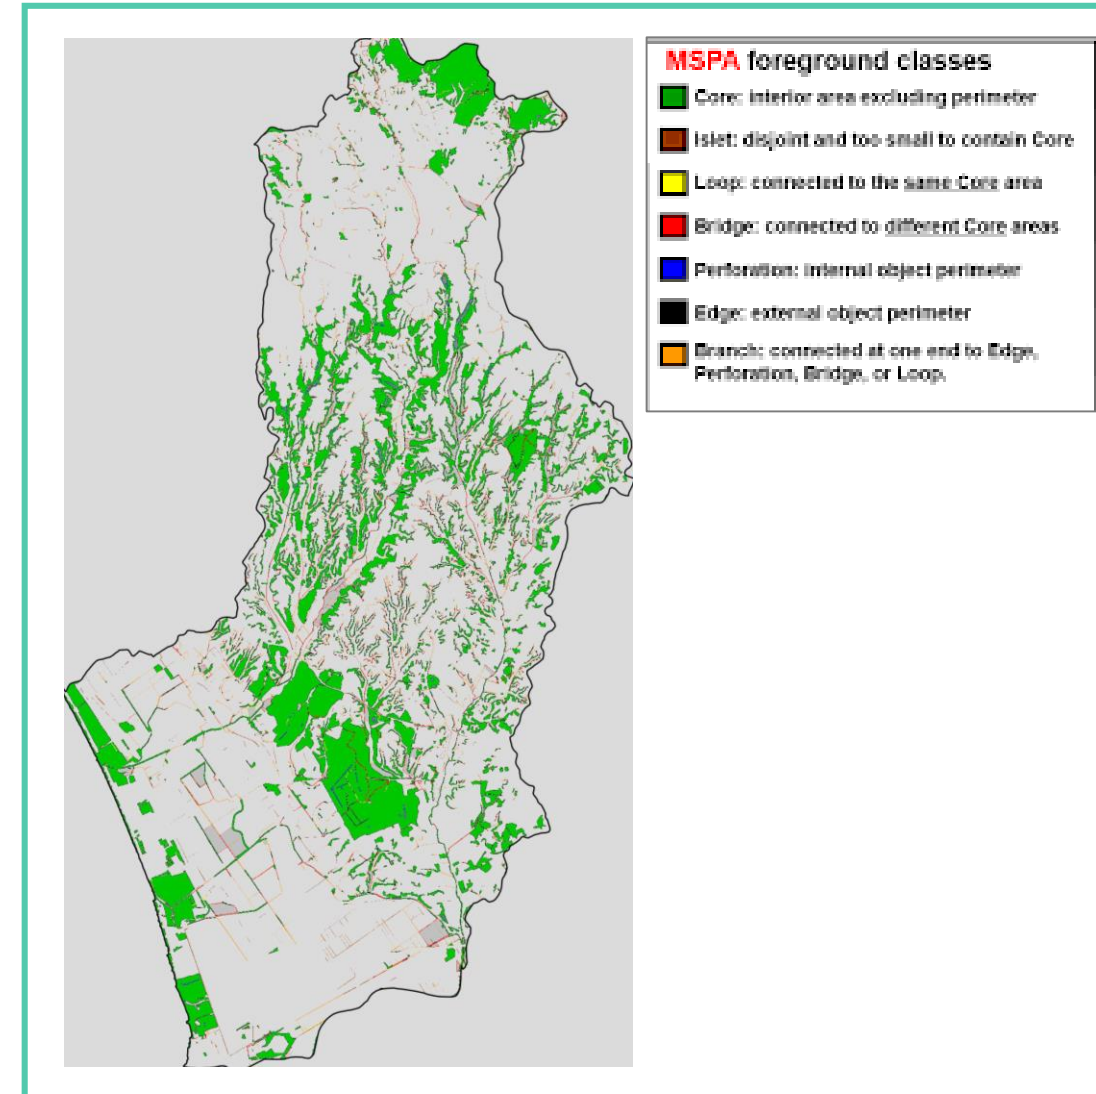 MSPA foreground classes
Core: interior area excluding perimeter
Islet: disjoint and too small to contain Core
Loop: connected to the same Core area
Bridge: connected to different Core areas
Perforation: internal object perimeter
Edge: external object perimeter
Branch: connected at one end to Edge,
Perforation, Bridge, or Loop.